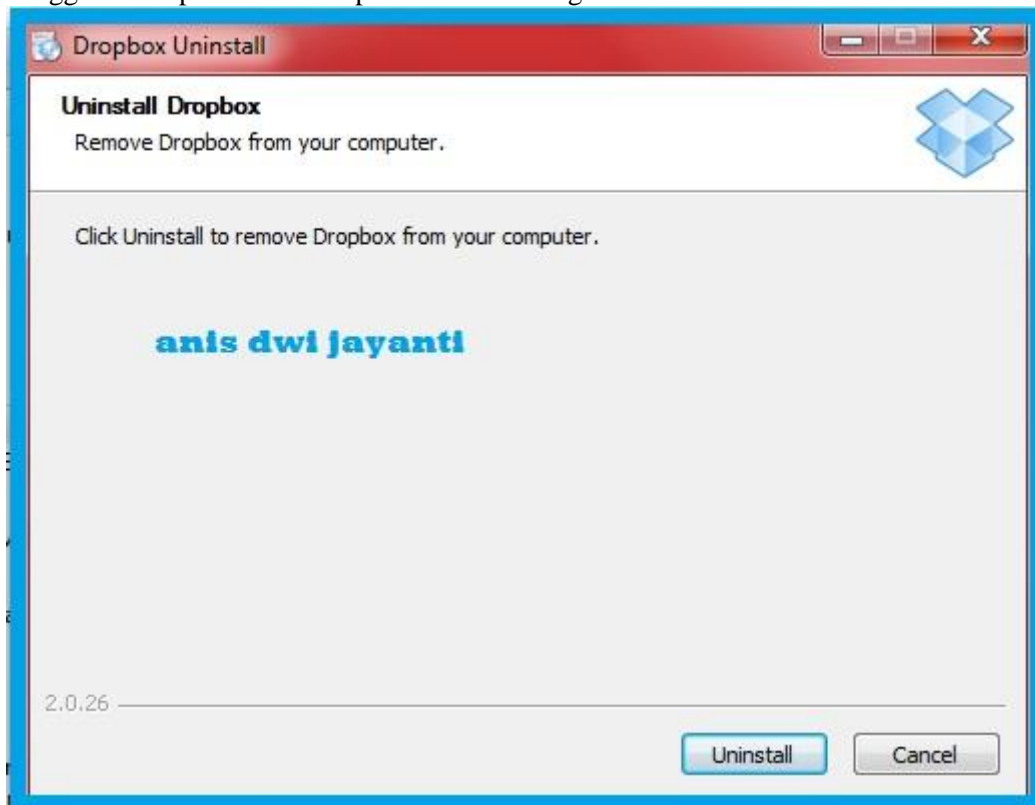 Dropbox Uninstall
Uninstall Dropbox
Remove Dropbox from your computer.
Click Uninstall to remove Dropbox from your computer.
anis dwi jayanti
2.0.26
Uninstall Cancel